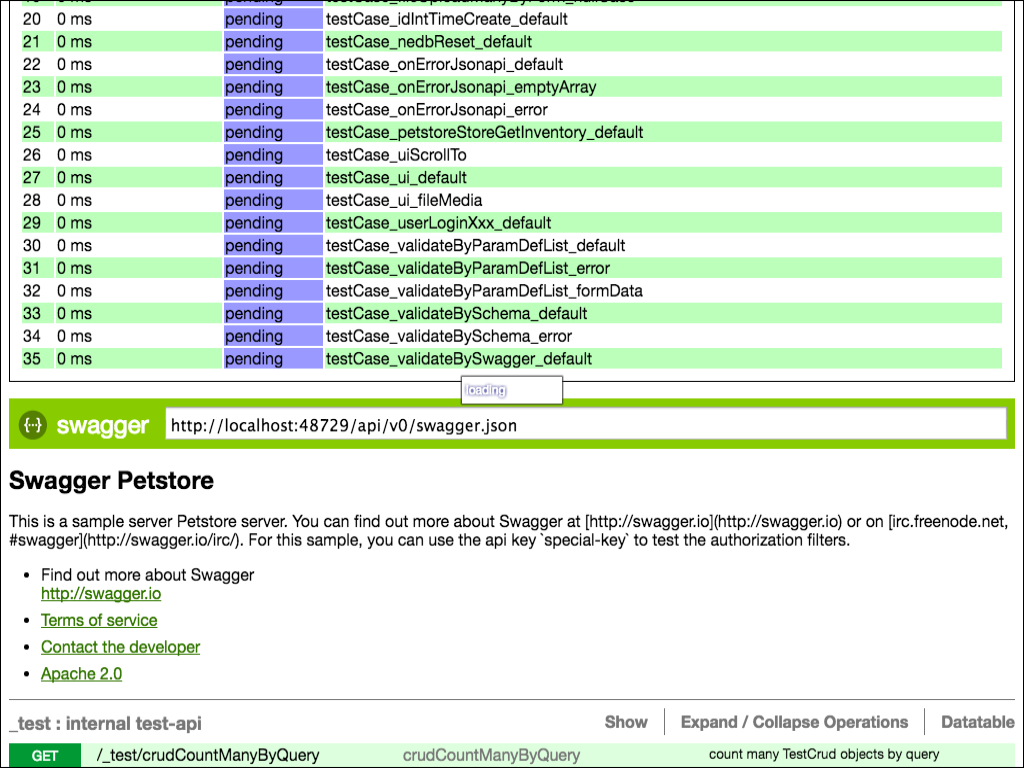 20 0 ms pending testCase_idIntTimeCreate_default
21 0 ms pending testCase_nedbReset_default
22 0 ms pending testCase_onErrorJsonapi_default
23 0 ms pending testCase_onErrorJsonapi_emptyArray
24 0 ms pending testCase_onErrorJsonapi_error
25 0 ms pending testCase_petstoreStoreGetInventory_default
26 0 ms pending testCase_uiScrollTo
27 0 ms pending testCase_ui_default
28 0 ms pending testCase_ui_fileMedia
29 0 ms pending testCase_userLoginXxx_default
30 0 ms pending testCase_validateByParamDefList_default
31 0 ms pending testCase_validateByParamDefList_error
32 0 ms pending testCase_validateByParamDefList_formData
33 0 ms pending testCase_validateBySchema_default
34 0 ms pending testCase_validateBySchema_error
35 0 ms pending testCase_validateBySwagger_default
loading
{··} swagger http://localhost:48729/api/v0/swagger.json
Swagger Petstore
This is a sample server Petstore server. You can find out more about Swagger at [http://swagger.io](http://swagger.io) or on [irc.freenode.net,
#swagger](http://swagger.io/irc/). For this sample, you can use the api key `special-key` to test the authorization filters.
• Find out more about Swagger
http://swagger.io
• Terms of service
• Contact the developer
• Apache 2.0
_test : internal test-api Show Expand / Collapse Operations Datatable
GET /_test/crudCountManyByQuery crudCountManyByQuery count many TestCrud objects by query